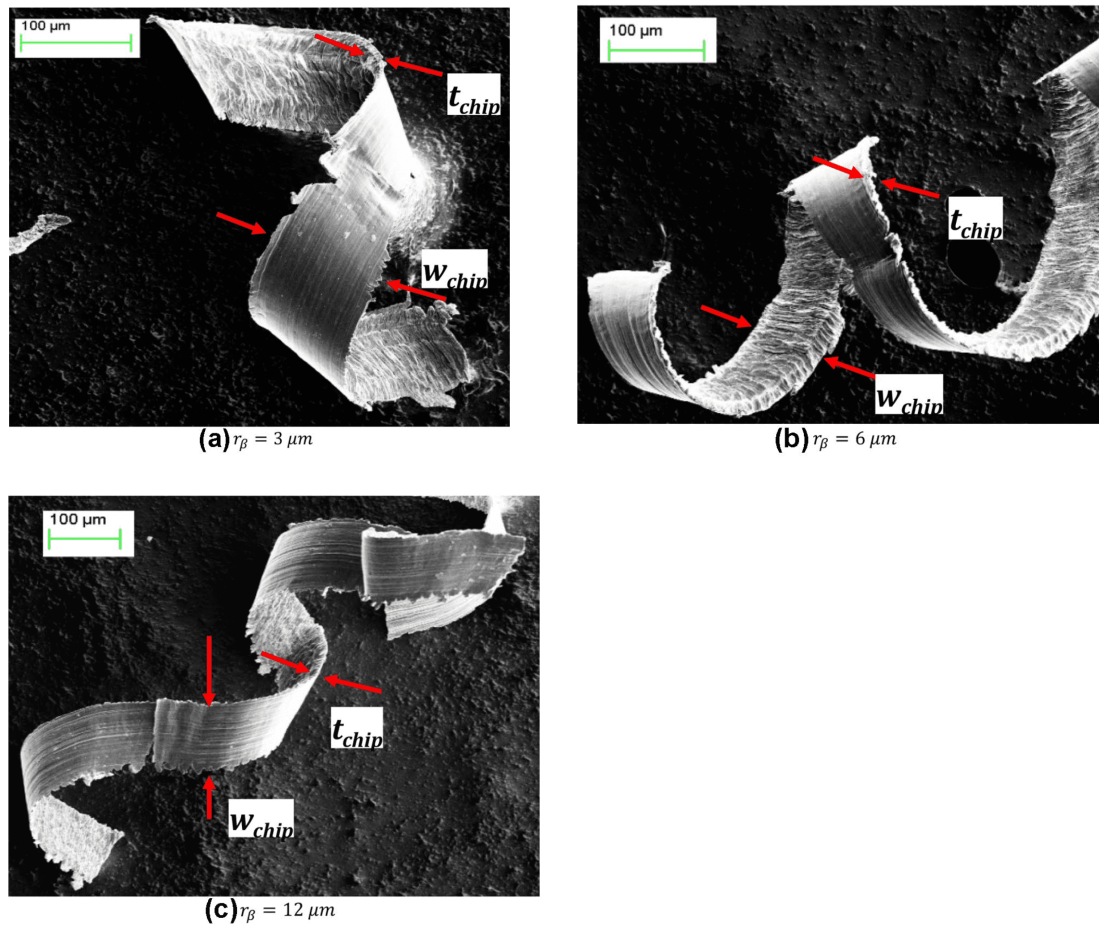 100 µm
t_chip
w_chip
(a) r_β = 3 µm
100 µm
t_chip
w_chip
(b) r_β = 6 µm
100 µm
t_chip
w_chip
(c) r_β = 12 µm